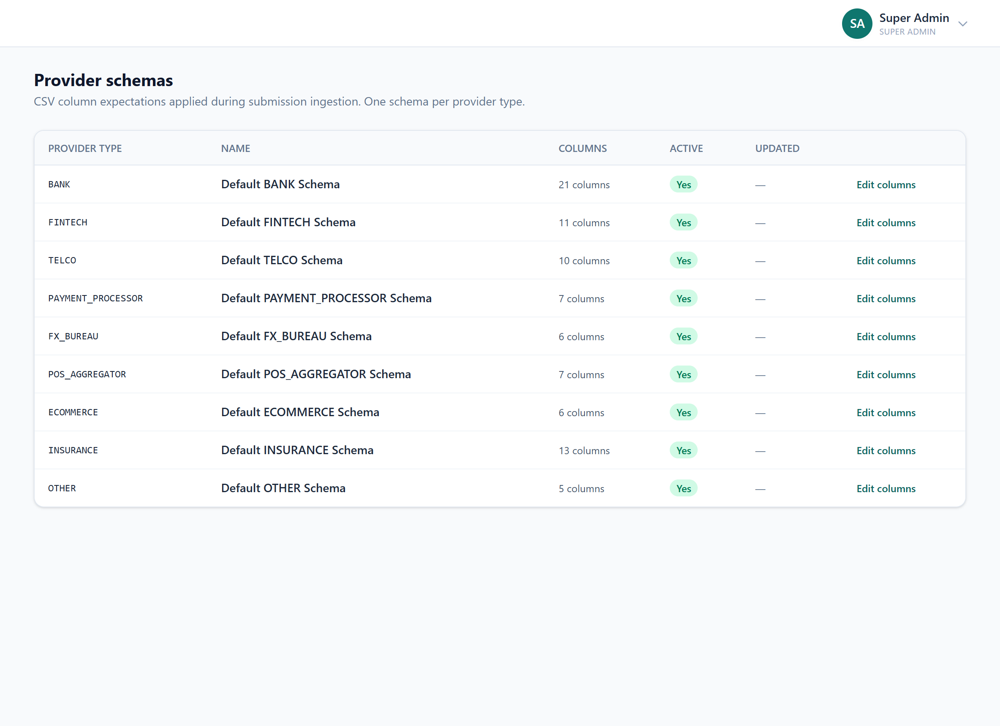 SA
Super Admin
SUPER ADMIN
Provider schemas
CSV column expectations applied during submission ingestion. One schema per provider type.
PROVIDER TYPE NAME COLUMNS ACTIVE UPDATED
BANK Default BANK Schema 21 columns Yes — Edit columns
FINTECH Default FINTECH Schema 11 columns Yes — Edit columns
TELCO Default TELCO Schema 10 columns Yes — Edit columns
PAYMENT_PROCESSOR Default PAYMENT_PROCESSOR Schema 7 columns Yes — Edit columns
FX_BUREAU Default FX_BUREAU Schema 6 columns Yes — Edit columns
POS_AGGREGATOR Default POS_AGGREGATOR Schema 7 columns Yes — Edit columns
ECOMMERCE Default ECOMMERCE Schema 6 columns Yes — Edit columns
INSURANCE Default INSURANCE Schema 13 columns Yes — Edit columns
OTHER Default OTHER Schema 5 columns Yes — Edit columns